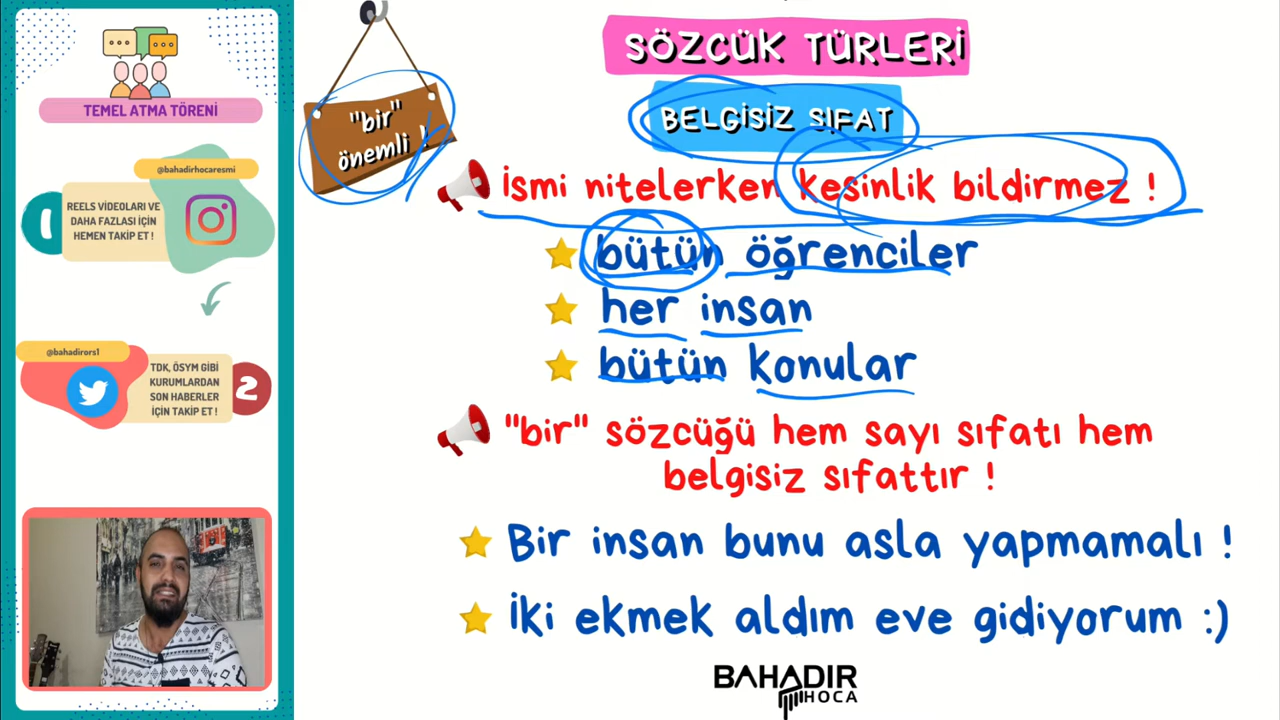 TEMEL ATMA TÖRENİ
@bahadirhocaresmi
1
REELS VİDEOLARI VE
DAHA FAZLASI İÇİN
HEMEN TAKİP ET !
@bahadirors1
TDK, ÖSYM GİBİ
KURUMLARDAN
SON HABERLER
İÇİN TAKİP ET !
2
"bir"
önemli !
SÖZCÜK TÜRLERİ
BELGİSİZ SIFAT
İsmi nitelerken kesinlik bildirmez !
bütün öğrenciler
her insan
bütün konular
"bir" sözcüğü hem sayı sıfatı hem
belgisiz sıfattır !
Bir insan bunu asla yapmamalı !
İki ekmek aldım eve gidiyorum :)
BAHADIR
HOCA